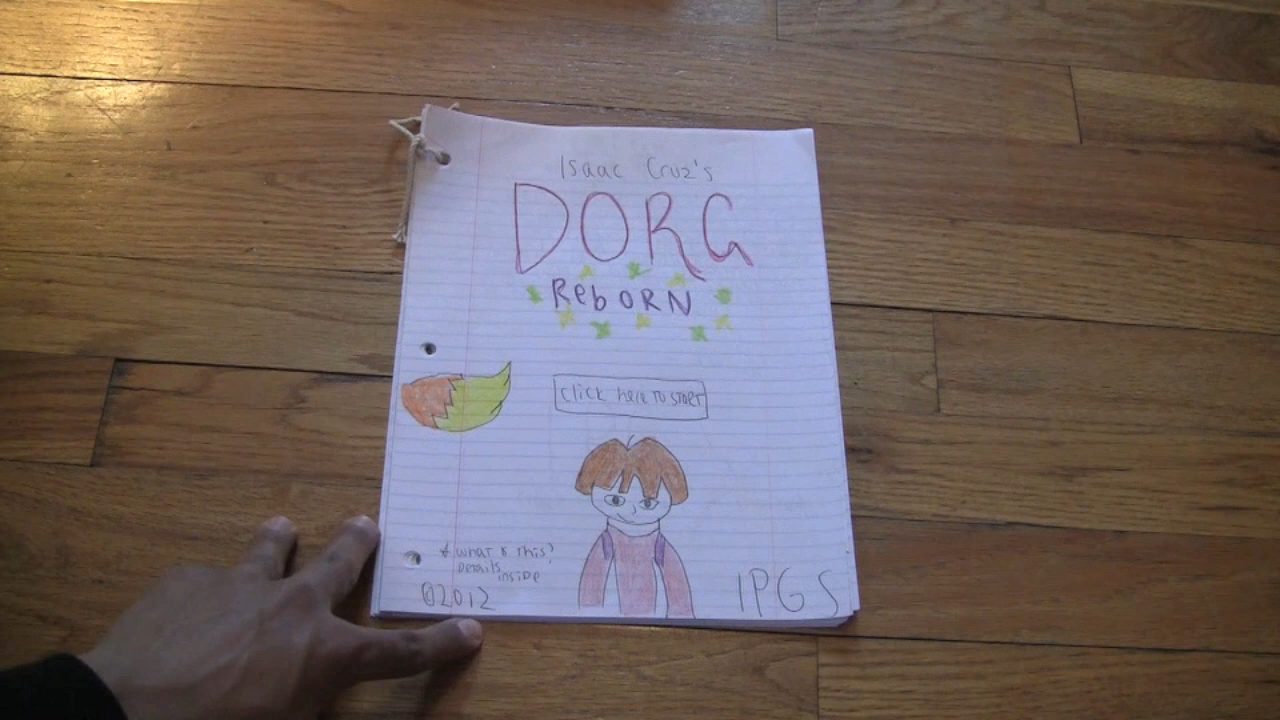 Isaac Cruz's
DORG
ReBORN
click here to start
* what is this?
Details
inside
©2012
IPGS